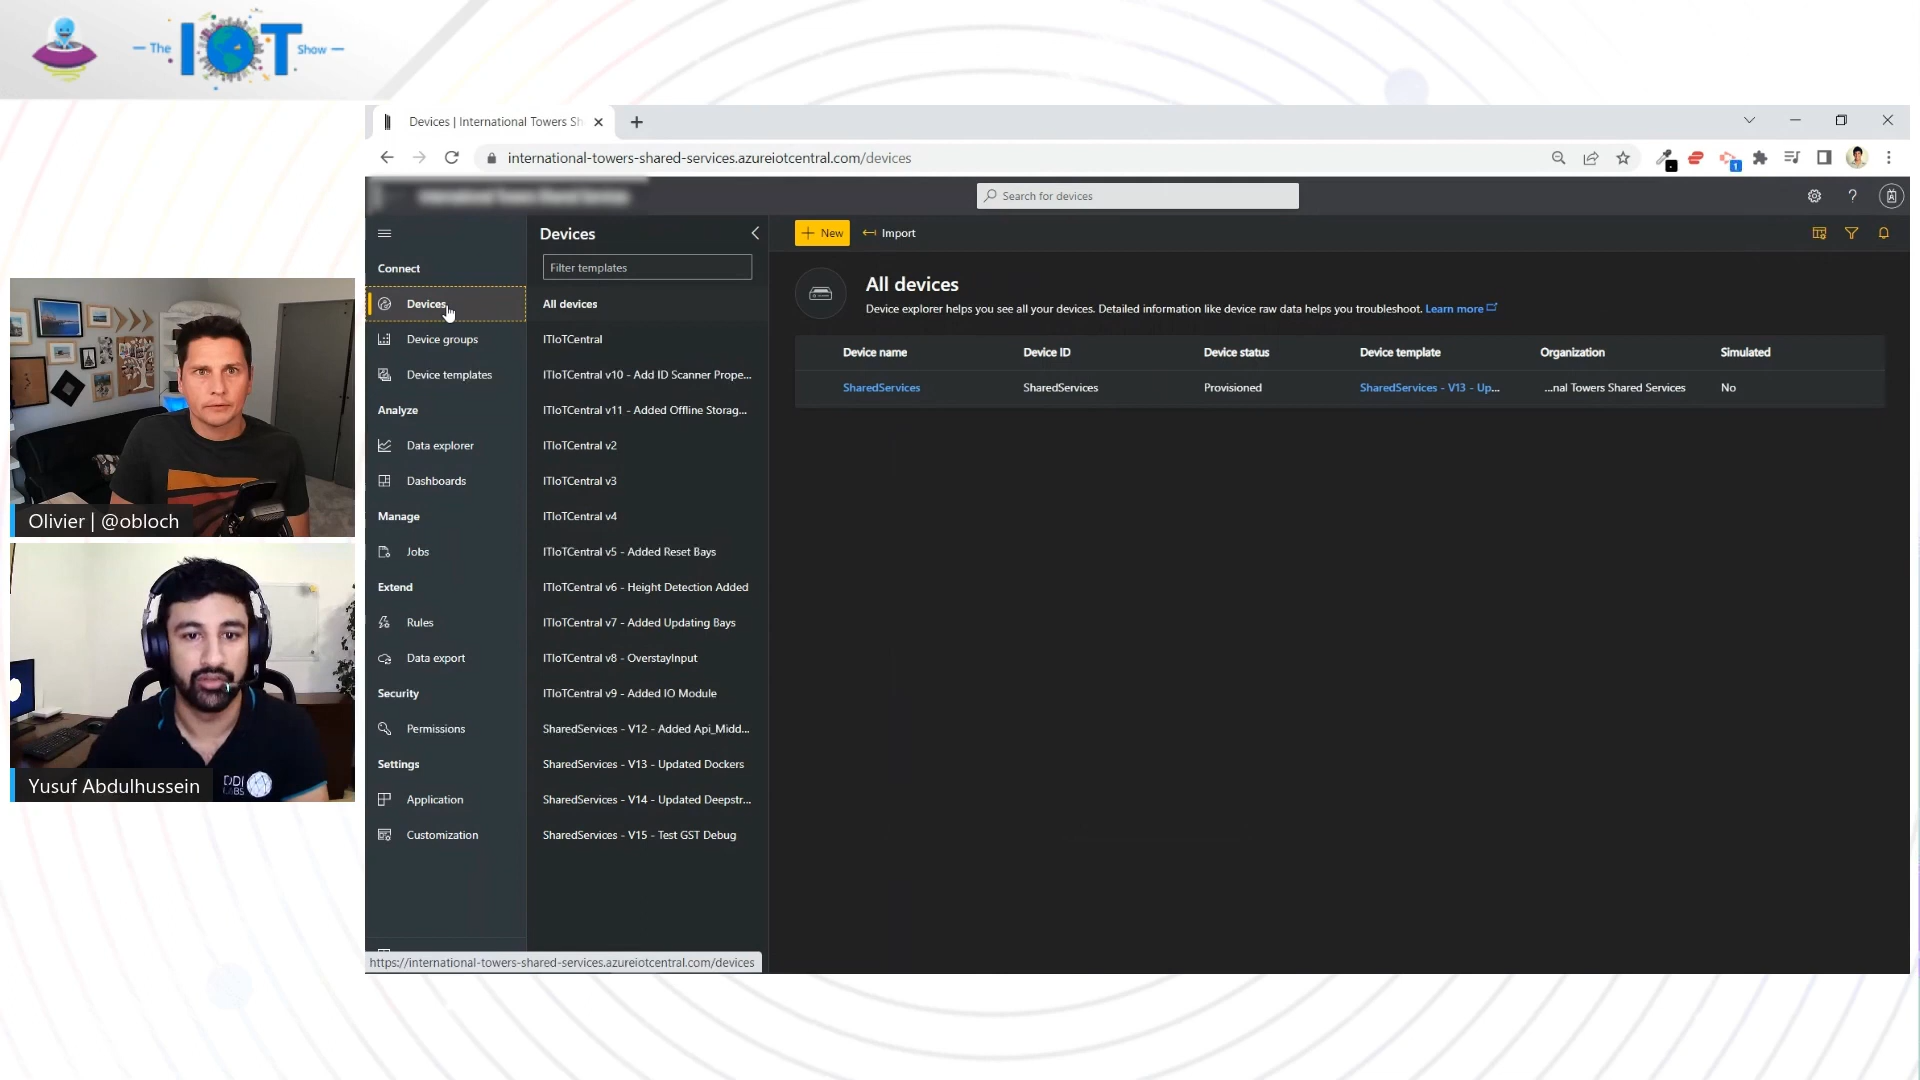 The IOT Show
Devices | International Towers Sh
international-towers-shared-services.azureiotcentral.com/devices
Search for devices
Connect
Devices
Device groups
Device templates
Analyze
Data explorer
Dashboards
Manage
Jobs
Extend
Rules
Data export
Security
Permissions
Settings
Application
Customization
Devices
Filter templates
All devices
ITIoTCentral
ITIoTCentral v10 - Add ID Scanner Prope...
ITIoTCentral v11 - Added Offline Storag...
ITIoTCentral v2
ITIoTCentral v3
ITIoTCentral v4
ITIoTCentral v5 - Added Reset Bays
ITIoTCentral v6 - Height Detection Added
ITIoTCentral v7 - Added Updating Bays
ITIoTCentral v8 - OverstayInput
ITIoTCentral v9 - Added IO Module
SharedServices - V12 - Added Api_Midd...
SharedServices - V13 - Updated Dockers
SharedServices - V14 - Updated Deepstr...
SharedServices - V15 - Test GST Debug
New Import
All devices
Device explorer helps you see all your devices. Detailed information like device raw data helps you troubleshoot. Learn more
Device name Device ID Device status Device template Organization Simulated
SharedServices SharedServices Provisioned SharedServices - V13 - Up... ...nal Towers Shared Services No
https://international-towers-shared-services.azureiotcentral.com/devices
Olivier | @obloch
Yusuf Abdulhussein